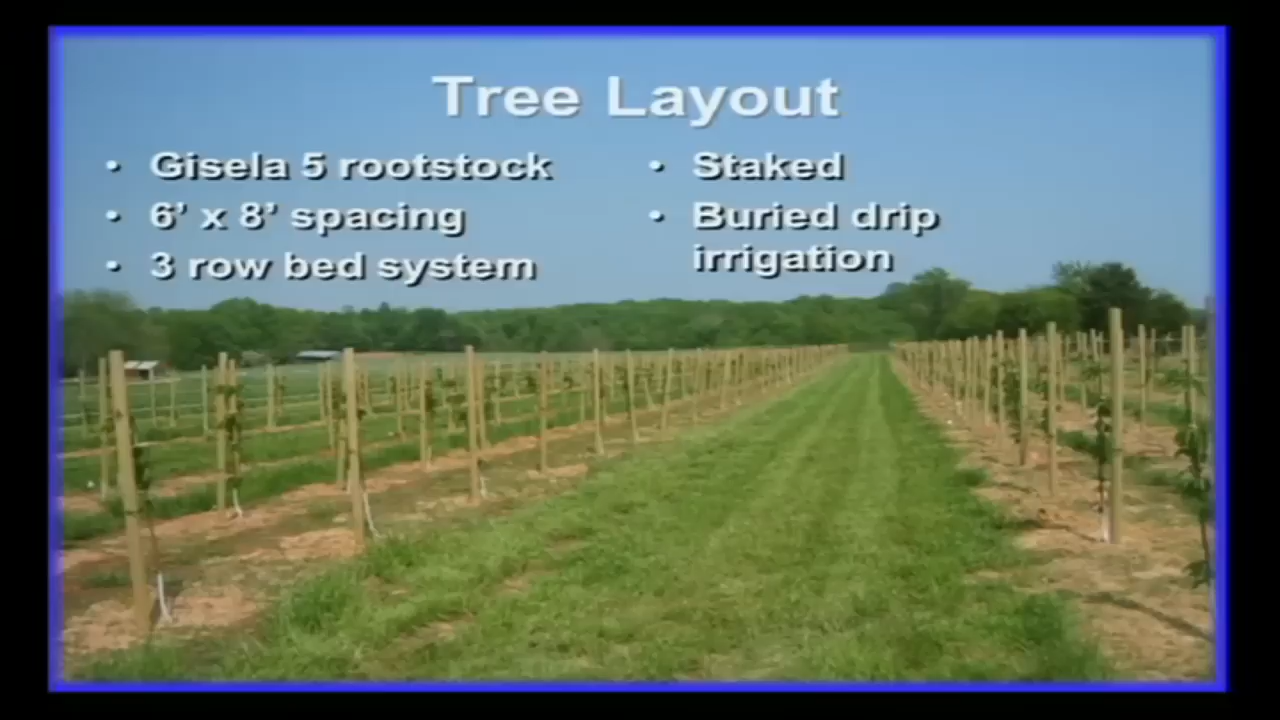 Tree Layout
• Gisela 5 rootstock
• 6’ x 8’ spacing
• 3 row bed system
• Staked
• Buried drip
irrigation